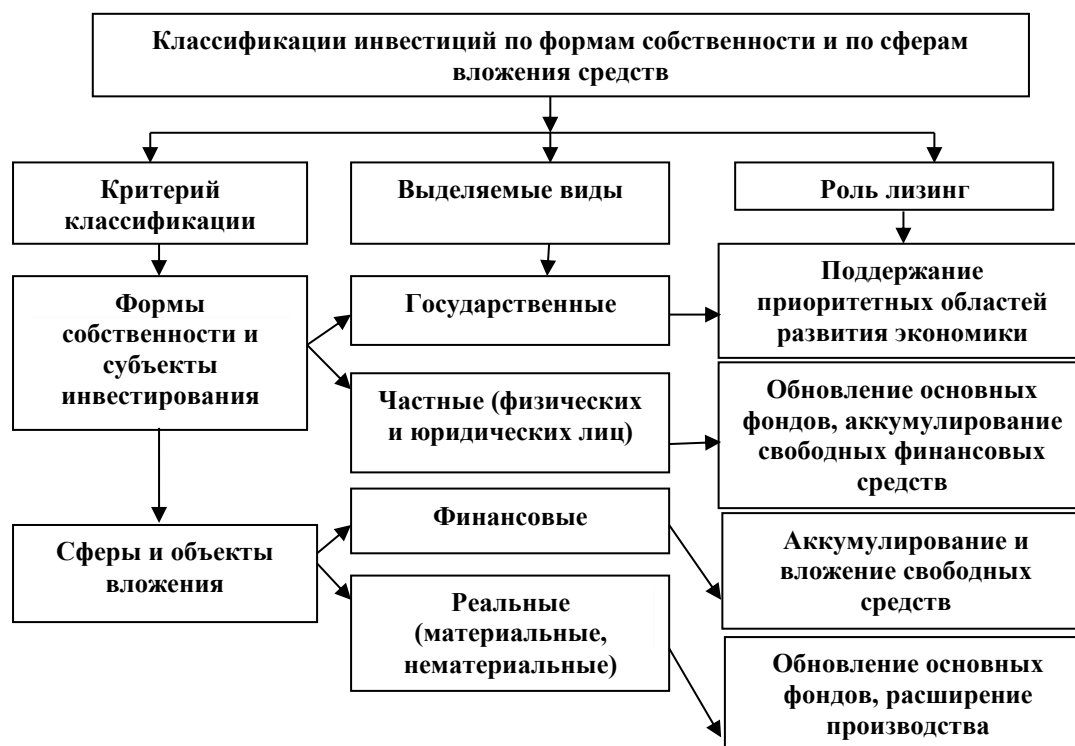 Классификации инвестиций по формам собственности и по сферам
вложения средств
Критерий
классификации
Выделяемые виды
Роль лизинг
Формы
собственности и
субъекты
инвестирования
Государственные
Поддержание
приоритетных областей
развития экономики
Частные (физических
и юридических лиц)
Обновление основных
фондов, аккумулирование
свободных финансовых
средств
Сферы и объекты
вложения
Финансовые
Аккумулирование и
вложение свободных
средств
Реальные
(материальные,
нематериальные)
Обновление основных
фондов, расширение
производства